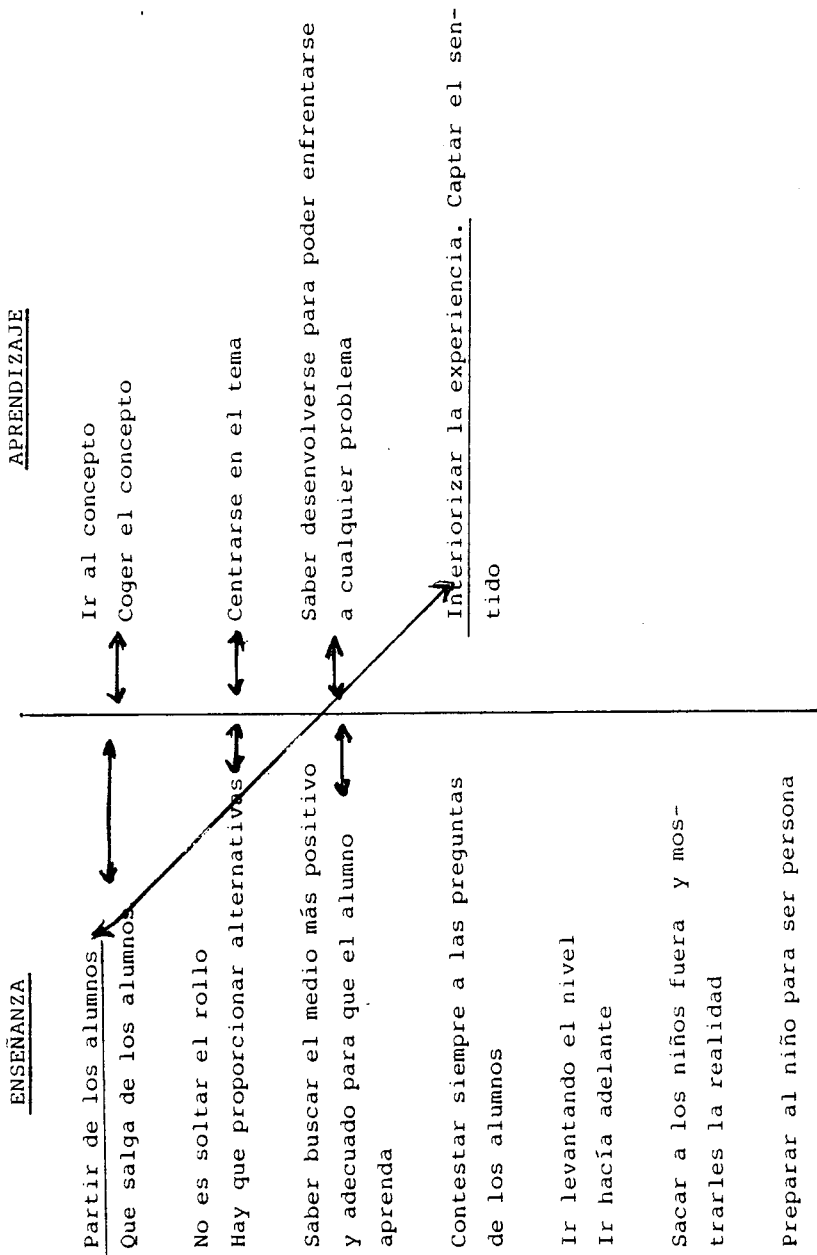 ENSEÑANZA
Partir de los alumnos
Que salga de los alumnos
No es soltar el rollo
Hay que proporcionar alternativas
Saber buscar el medio más positivo
y adecuado para que el alumno
aprenda
Contestar siempre a las preguntas
de los alumnos
Ir levantando el nivel
Ir hacía adelante
Sacar a los niños fuera y mos-
trarles la realidad
Preparar al niño para ser persona
APRENDIZAJE
Ir al concepto
Coger el concepto
Centrarse en el tema
Saber desenvolverse para poder enfrentarse
a cualquier problema
Interiorizar la experiencia. Captar el sen-
tido